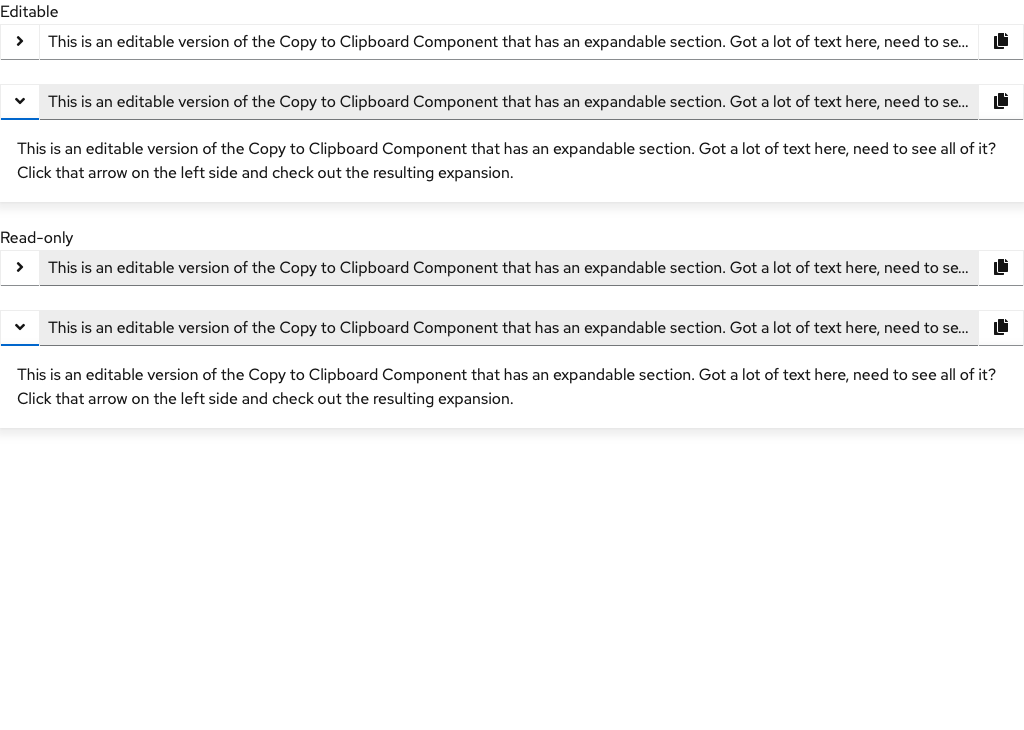 Editable
This is an editable version of the Copy to Clipboard Component that has an expandable section. Got a lot of text here, need to se...
This is an editable version of the Copy to Clipboard Component that has an expandable section. Got a lot of text here, need to se...
This is an editable version of the Copy to Clipboard Component that has an expandable section. Got a lot of text here, need to see all of it?
Click that arrow on the left side and check out the resulting expansion.
Read-only
This is an editable version of the Copy to Clipboard Component that has an expandable section. Got a lot of text here, need to se...
This is an editable version of the Copy to Clipboard Component that has an expandable section. Got a lot of text here, need to se...
This is an editable version of the Copy to Clipboard Component that has an expandable section. Got a lot of text here, need to see all of it?
Click that arrow on the left side and check out the resulting expansion.